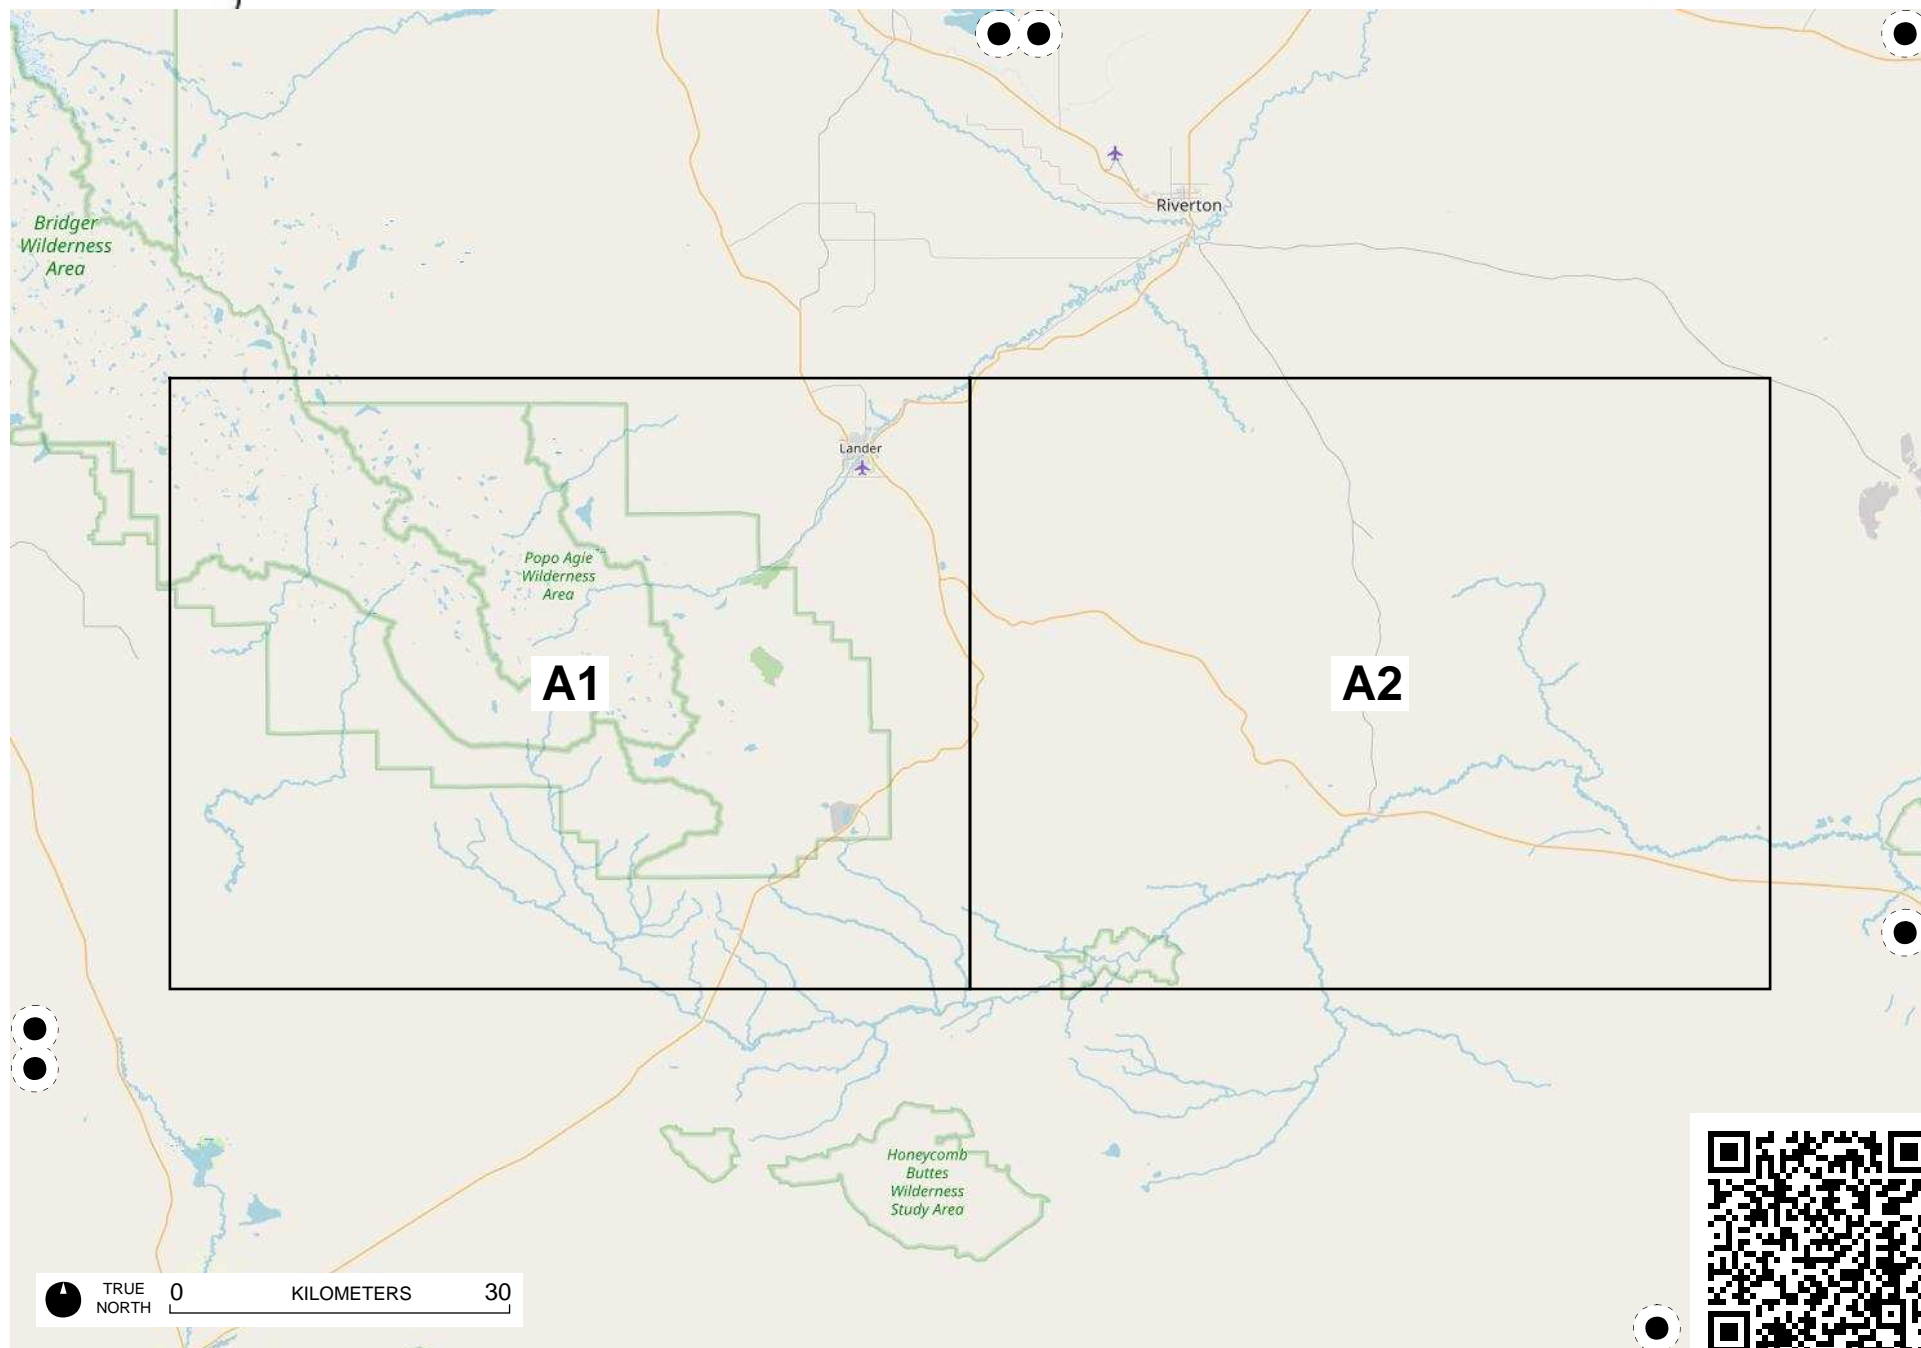 Riverton
Bridger
Wilderness
Area
Lander
Popo Agie
Wilderness
Area
A1
A2
Honeycomb
Buttes
Wilderness
Study Area
TRUE
NORTH
0
KILOMETERS
30